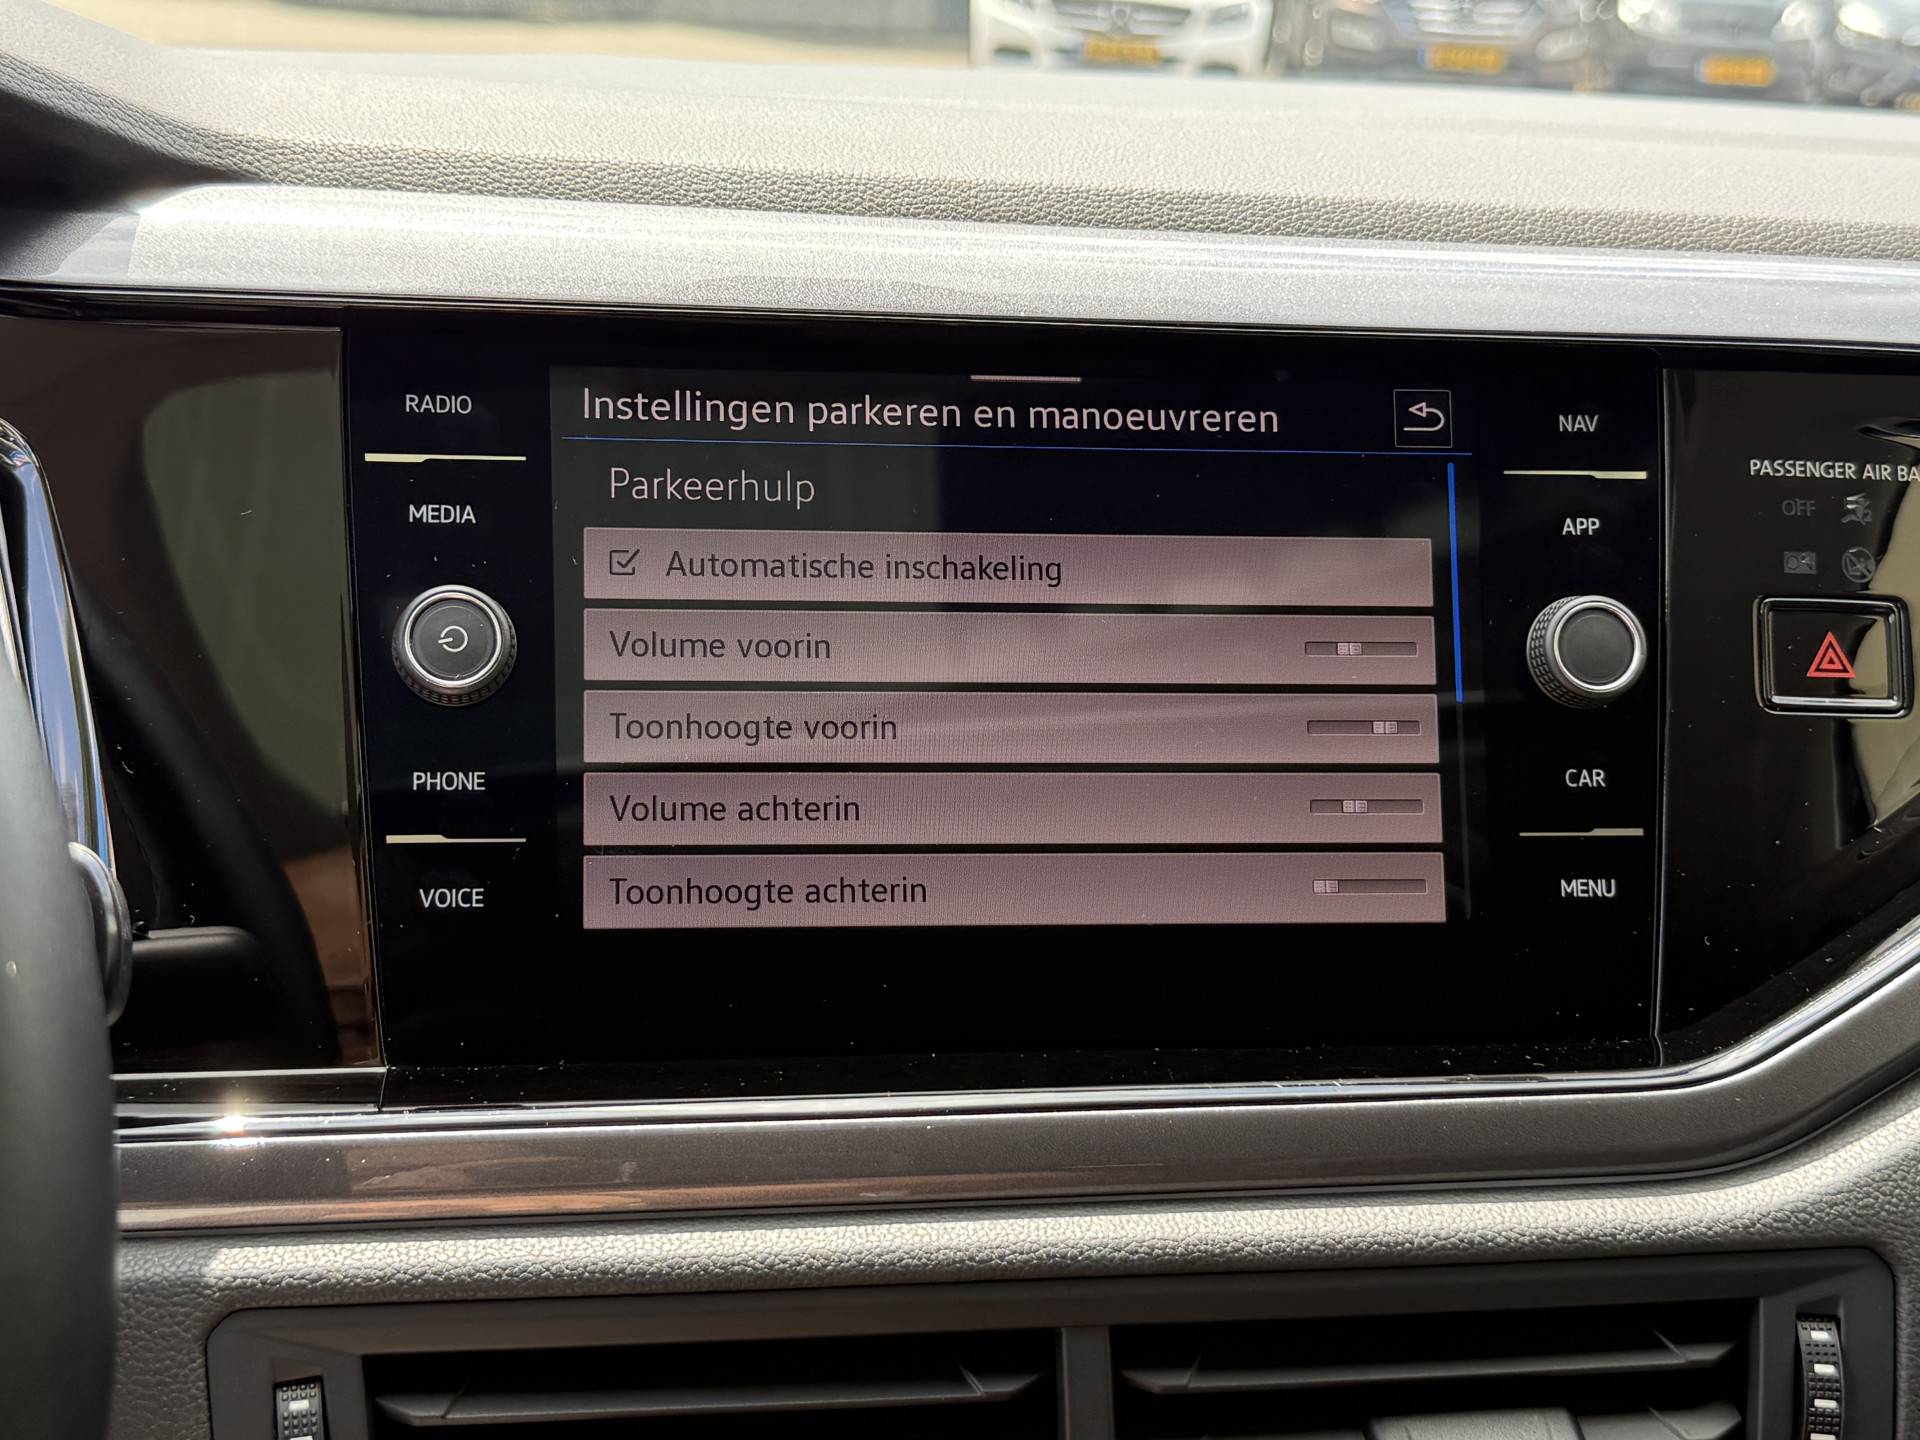 RADIO
MEDIA
PHONE
VOICE
Instellingen parkeren en manoeuvreren
Parkeerhulp
Automatische inschakeling
Volume voorin
Toonhoogte voorin
Volume achterin
Toonhoogte achterin
NAV
APP
CAR
MENU
PASSENGER AIR BA
OFF